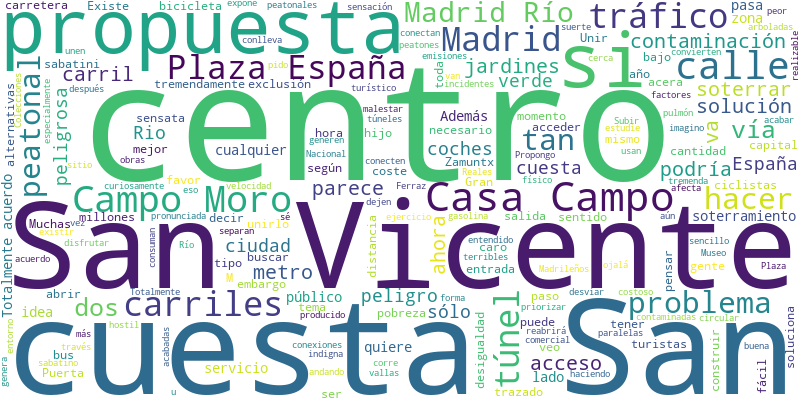 carretera Existe bicicleta expone peatonales sensación Madrid Río suerte Unir arboladas tráfico pasa peor
propuesta unen conlleva conectan peatones Madrid si zona contaminación
sabatini carril Plaza España jardines emisiones cerca convierten calle realizable
alternativas Colecciones después peatonal peligrosa tremendamente exclusión turístico verde toda van incidentes bajo año acera soterrar
centro
especialmente sensata pido malestar túneles Además momento Subir factores pulmón solución acabar
Rio hora hijo necesario acceder estudie mismo usan imagino va vía capital
sitio mejor cualquier Nacional generen coches Zamuntx tan Propongo cantidad
obras según conecten coste cuesta Reales físico podría España
Totalmente acuerdo curiosamente favor velocidad parece Ferraz Gran tremenda afecta ciclistas
Campo Moro eso Casa Campo hacer
Muchas pronunciada unirlo dejen ejercicio gasolina salida sentido aún soterramiento
San Vicente
existir vez millones decir sé distancia ahora
acuerdo disfrutar consuman Río separan ciudad buscar entendido caro terribles entrada Madrileños ojalá pensar sencillo Museo Plaza
más tipo M metro embargo gente
abrir Totalmente público peligro forma túnel paso costoso desviar problema
idea dos carriles tema producido pobreza sólo priorizar contaminadas circular
cuesta San
entorno hostil conexiones indigna quiere desigualdad puede reabrirá comercial tener paralelas buena
genera través bus acabadas andando corre veo acceso turistas construir fácil soluciona
sabatino Puerta servicio vallas lado haciendo
u ser trazado